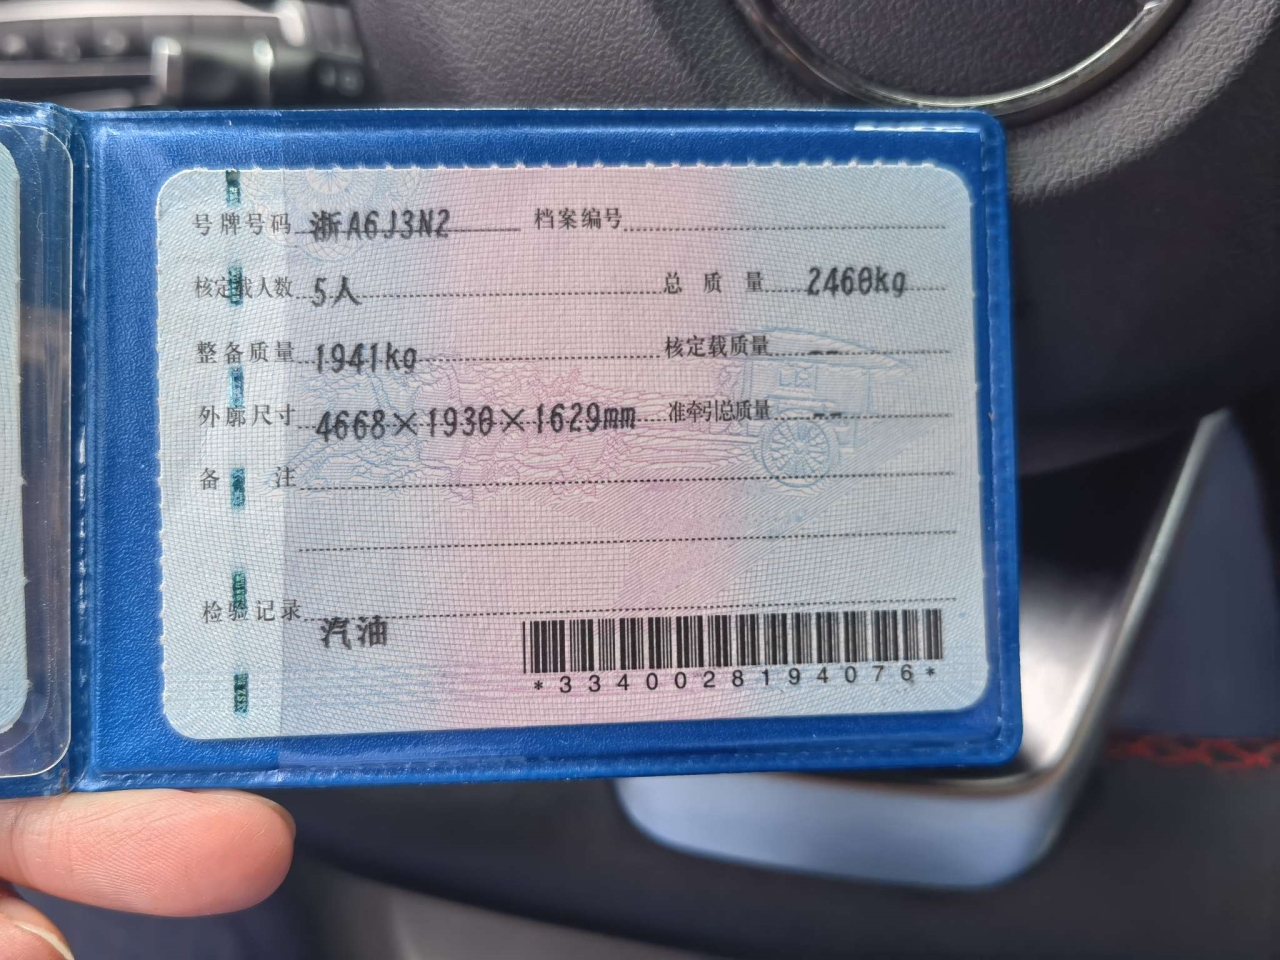 号牌号码 浙A6J3N2 档案编号
核定载人数 5人 总质量 2460kg
整备质量 1941kg 核定载质量 --
外廓尺寸 4668×1930×1629mm 准牵引总质量 --
备注
检验记录 汽油
*3340028194076*